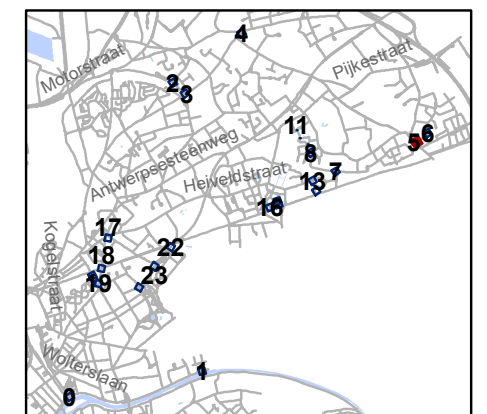 4
Motorstraat
Pijkestraat
2
3
11
6
5
Antwerpsesteenweg
8
Heiveldstraat
7
13
16
17
Kogelstraat
22
18
23
19
Wolterslaan
1
0